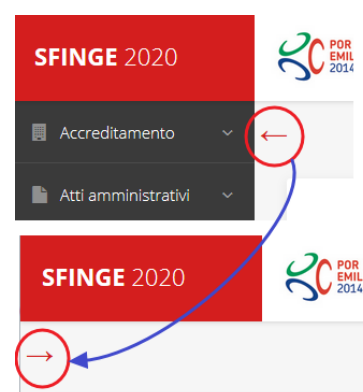 SFINGE 2020
POR
EMIL
2014
Accreditamento
←
Atti amministrativi
SFINGE 2020
POR
EMIL
2014
→